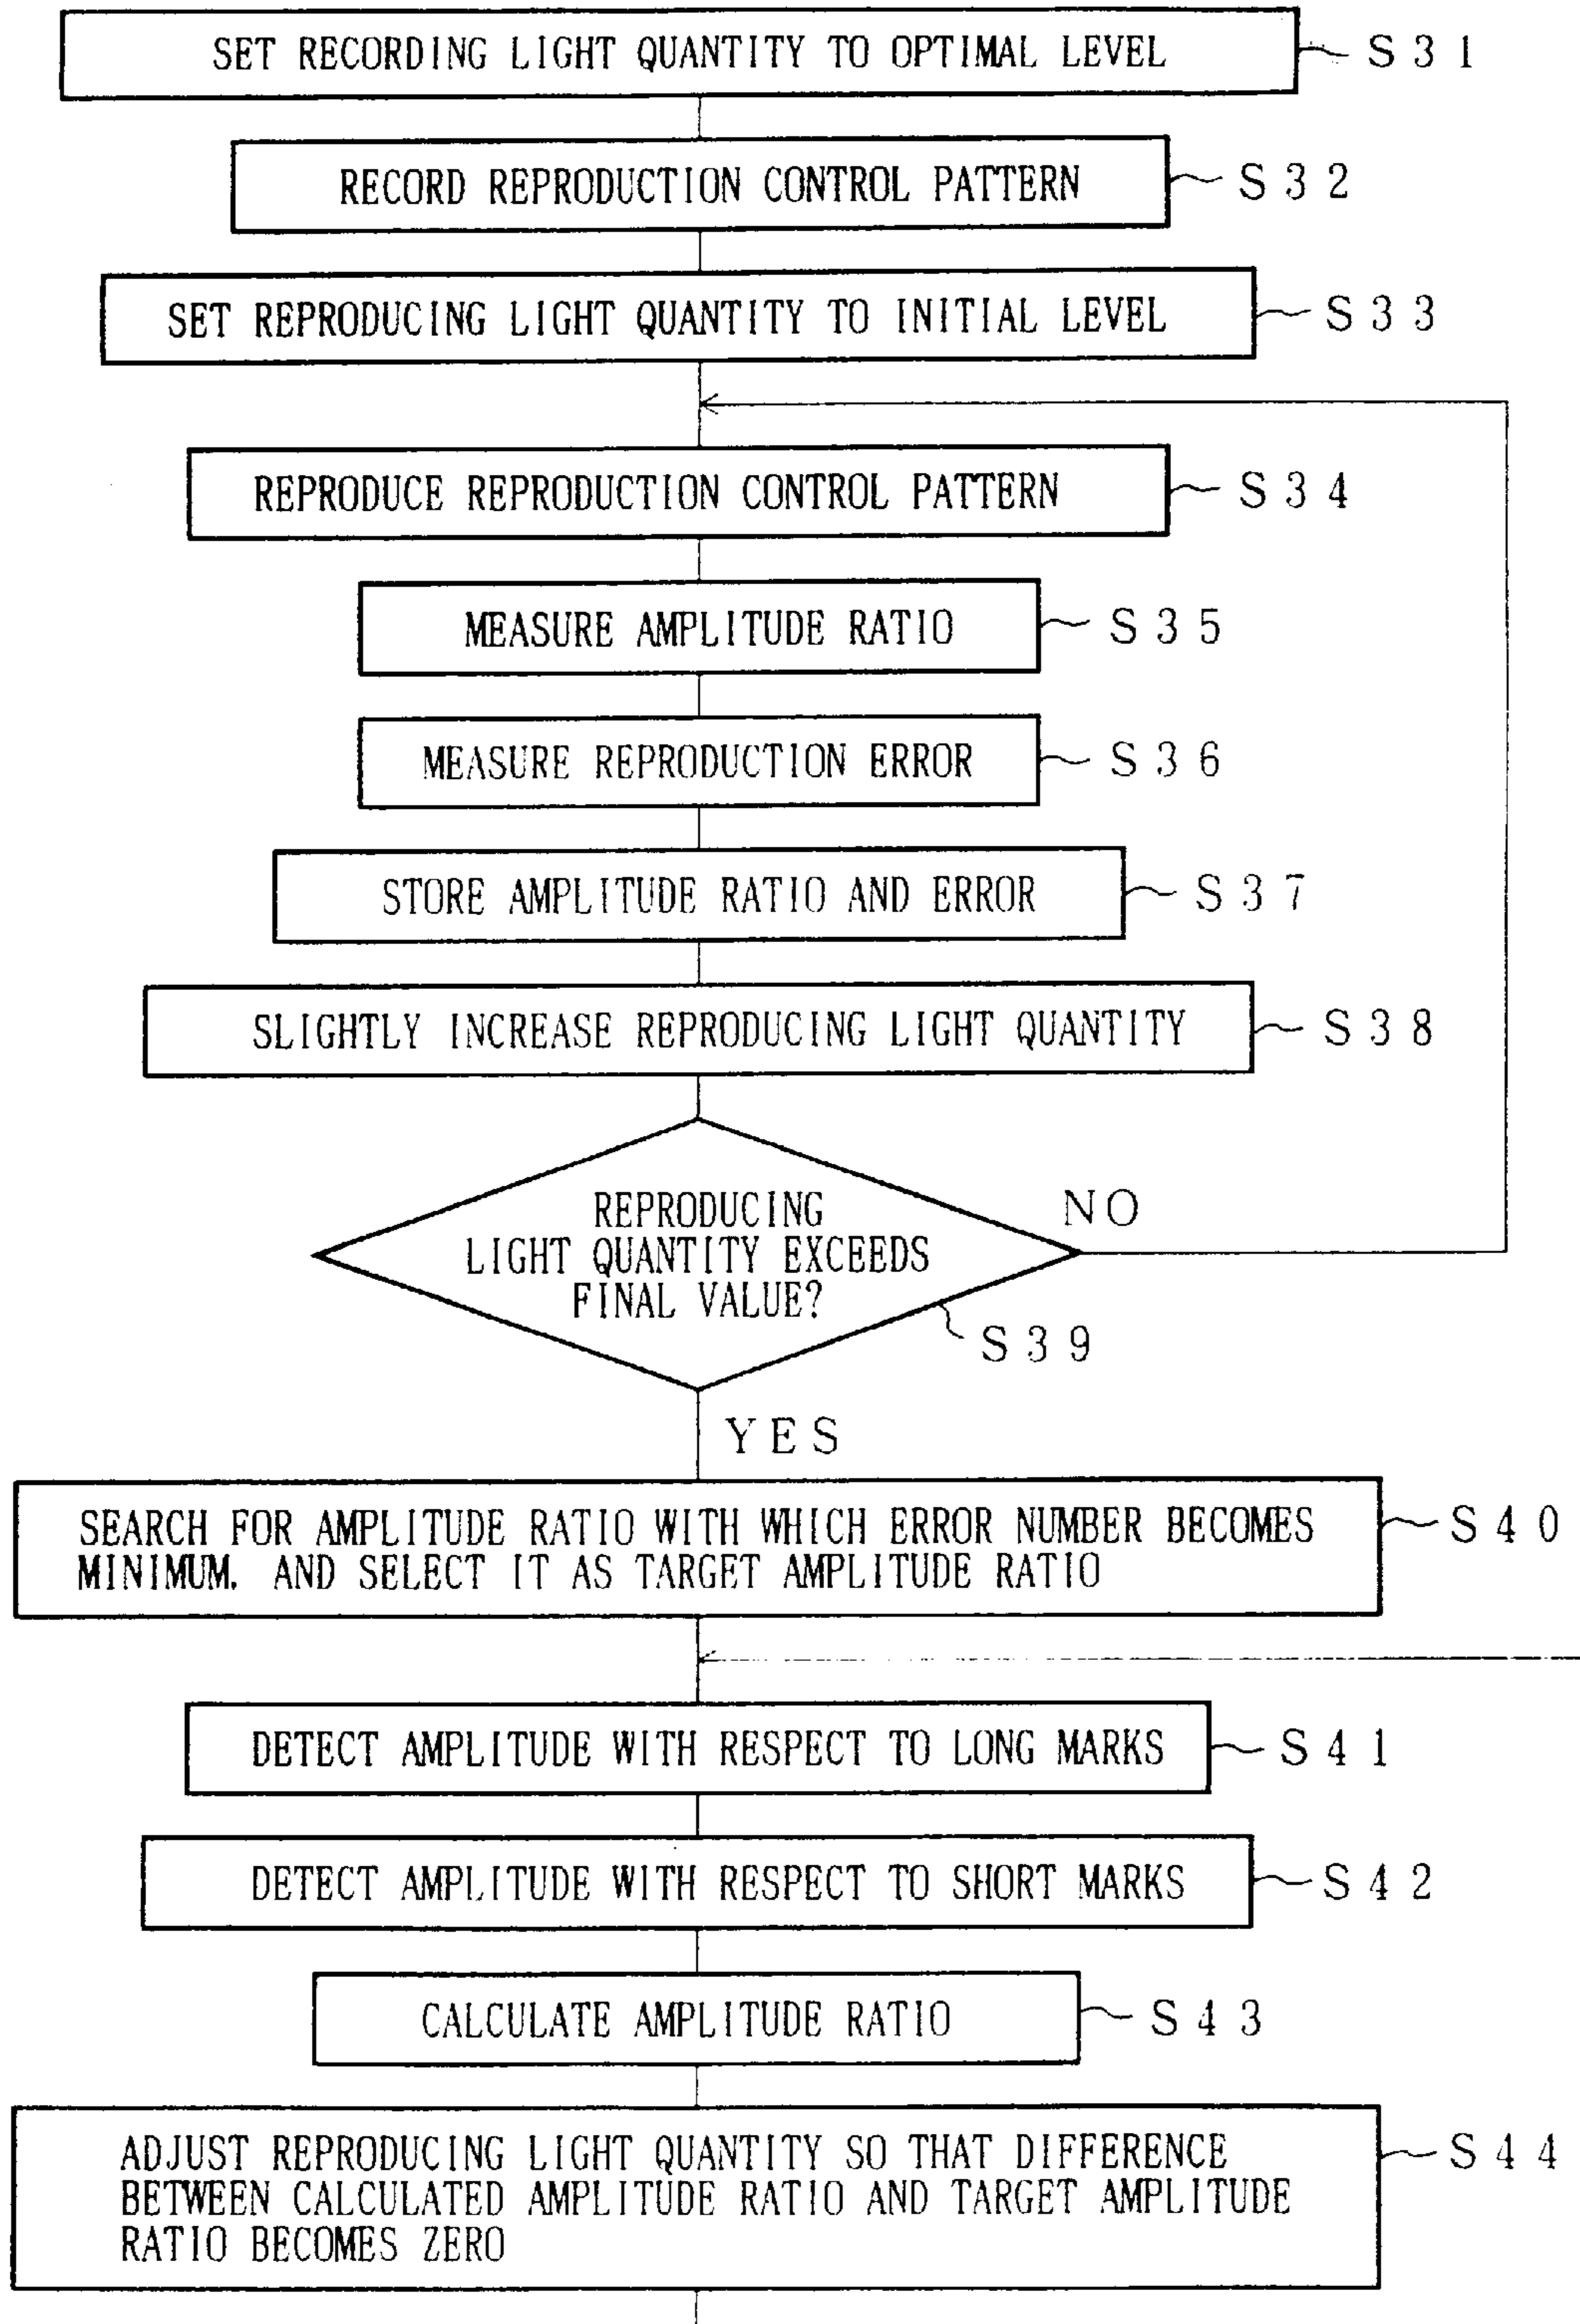 SET RECORDING LIGHT QUANTITY TO OPTIMAL LEVEL
S31
RECORD REPRODUCTION CONTROL PATTERN
S32
SET REPRODUCING LIGHT QUANTITY TO INITIAL LEVEL
S33
REPRODUCE REPRODUCTION CONTROL PATTERN
S34
MEASURE AMPLITUDE RATIO
S35
MEASURE REPRODUCTION ERROR
S36
STORE AMPLITUDE RATIO AND ERROR
S37
SLIGHTLY INCREASE REPRODUCING LIGHT QUANTITY
S38
REPRODUCING
LIGHT QUANTITY EXCEEDS
FINAL VALUE?
NO
S39
YES
SEARCH FOR AMPLITUDE RATIO WITH WHICH ERROR NUMBER BECOMES
MINIMUM, AND SELECT IT AS TARGET AMPLITUDE RATIO
S40
DETECT AMPLITUDE WITH RESPECT TO LONG MARKS
S41
DETECT AMPLITUDE WITH RESPECT TO SHORT MARKS
S42
CALCULATE AMPLITUDE RATIO
S43
ADJUST REPRODUCING LIGHT QUANTITY SO THAT DIFFERENCE
BETWEEN CALCULATED AMPLITUDE RATIO AND TARGET AMPLITUDE
RATIO BECOMES ZERO
S44